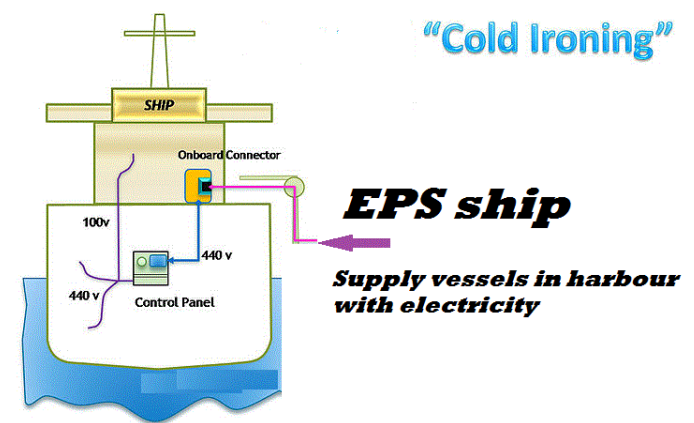 “Cold Ironing”
SHIP
Onboard Connector
EPS ship
100v
440 v
Supply vessels in harbour
with electricity
440 v
Control Panel